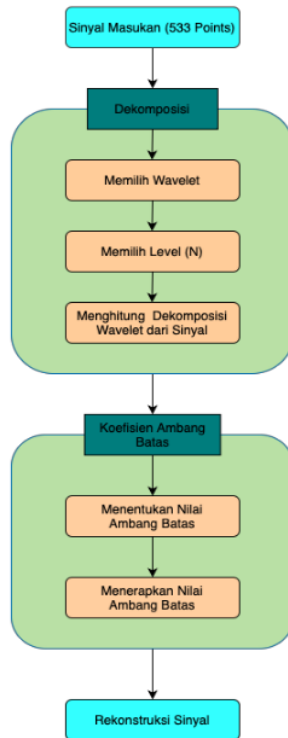 Sinyal Masukan (533 Points)
Dekomposisi
Memilih Wavelet
Memilih Level (N)
Menghitung Dekomposisi
Wavelet dari Sinyal
Koefisien Ambang
Batas
Menentukan Nilai
Ambang Batas
Menerapkan Nilai
Ambang Batas
Rekonstruksi Sinyal